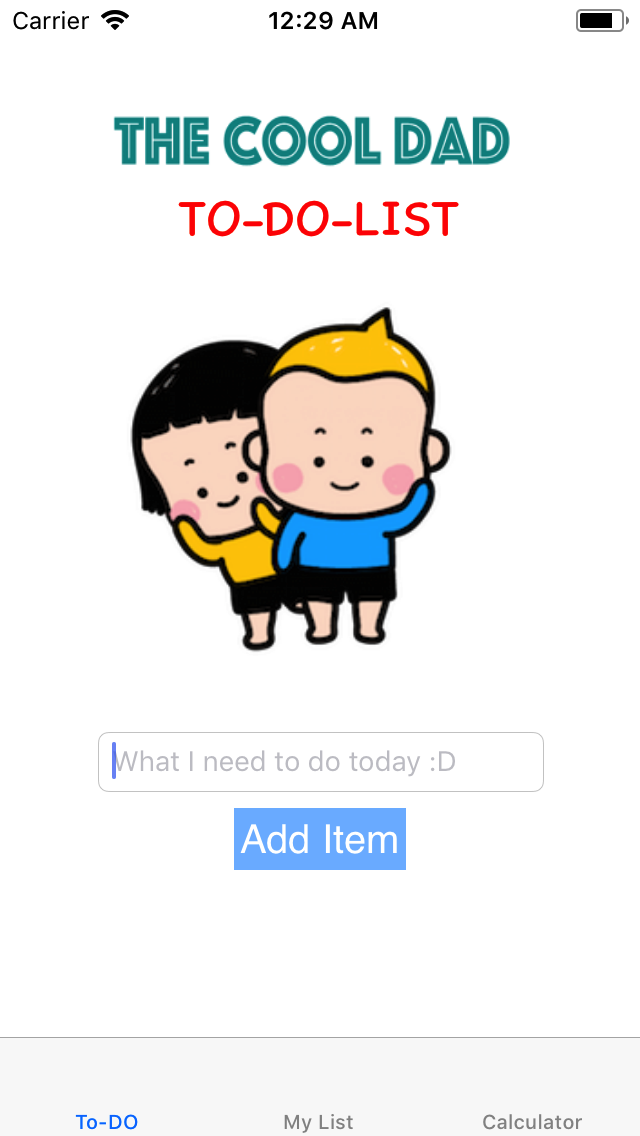 Carrier 12:29 AM
THE COOL DAD
TO-DO-LIST
What I need to do today :D
Add Item
To-DO My List Calculator